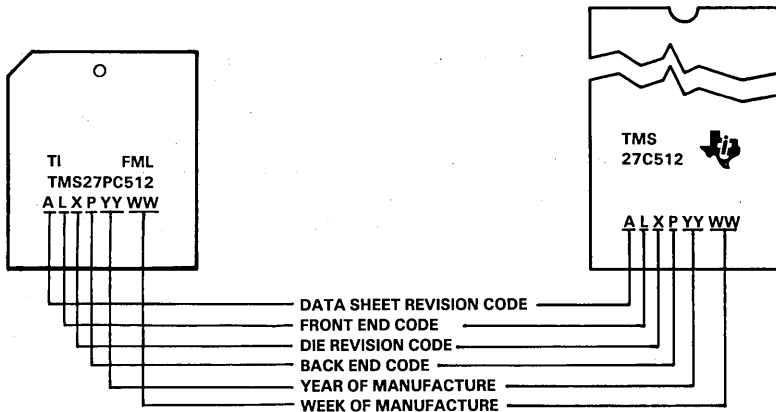 TI FML
TMS27PC512
A L X P YY WW
TMS
27C512
A L X P YY WW
DATA SHEET REVISION CODE
FRONT END CODE
DIE REVISION CODE
BACK END CODE
YEAR OF MANUFACTURE
WEEK OF MANUFACTURE